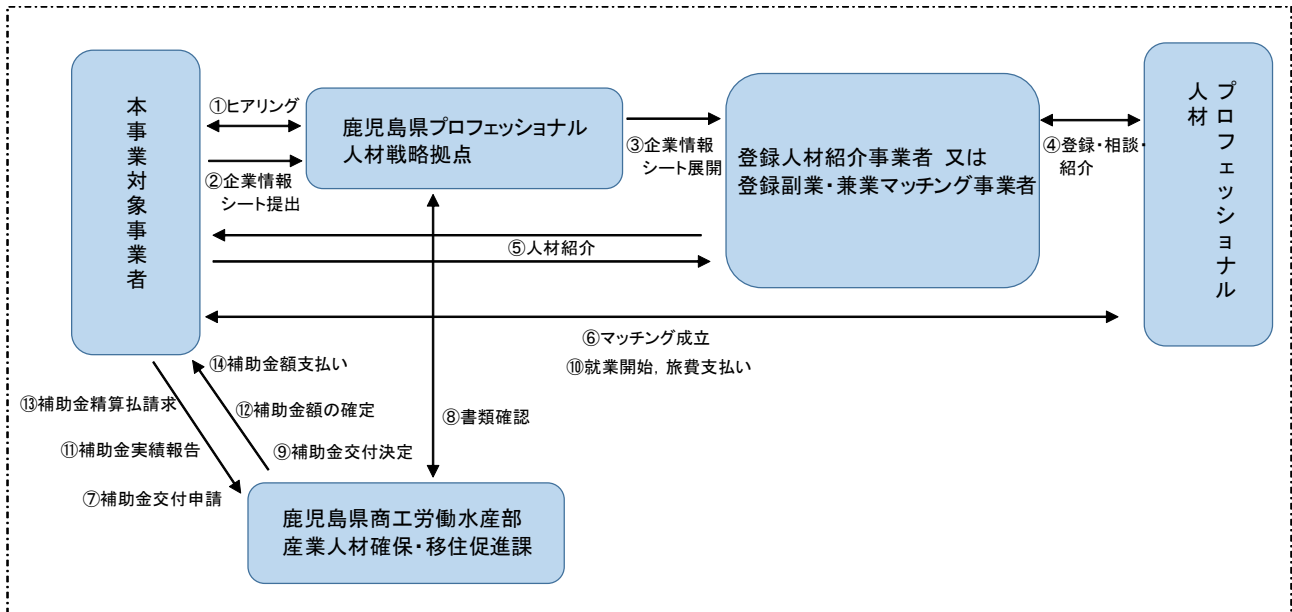 本事業対象事業者
①ヒアリング
②企業情報
シート提出
鹿児島県プロフェッショナル
人材戦略拠点
③企業情報
シート展開
登録人材紹介事業者 又は
登録副業・兼業マッチング事業者
④登録・相談・
紹介
プロフェッショナル
人材
⑤人材紹介
⑥マッチング成立
⑩就業開始，旅費支払い
⑭補助金額支払い
⑬補助金精算払請求
⑫補助金額の確定
⑧書類確認
⑪補助金実績報告
⑨補助金交付決定
⑦補助金交付申請
鹿児島県商工労働水産部
産業人材確保・移住促進課